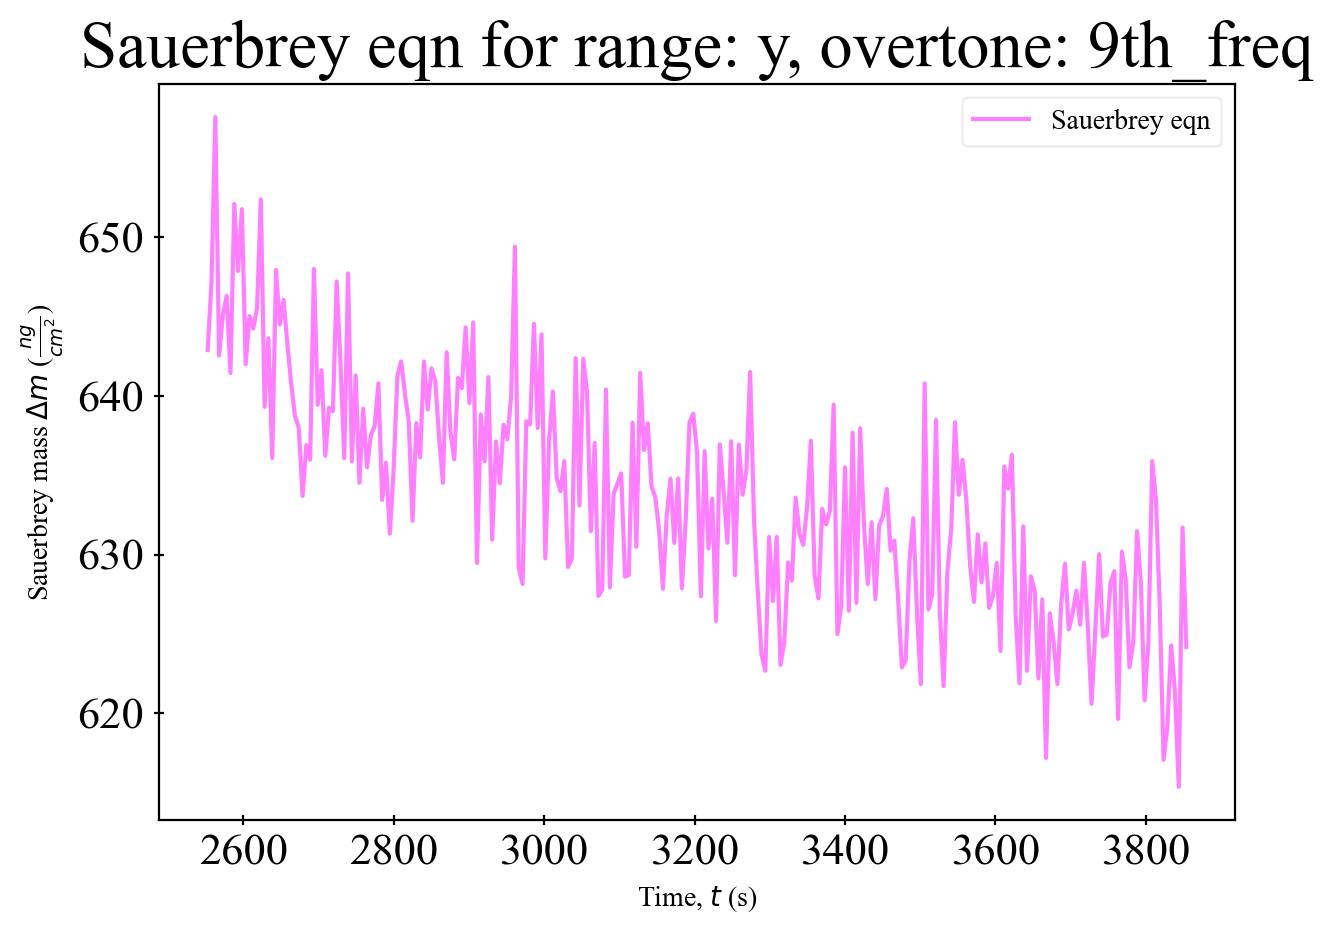 Sauerbrey eqn for range: y, overtone: 9th_freq
Sauerbrey eqn
650
640
630
620
Sauerbrey mass Δm (ng/cm²)
2600 2800 3000 3200 3400 3600 3800
Time, t (s)